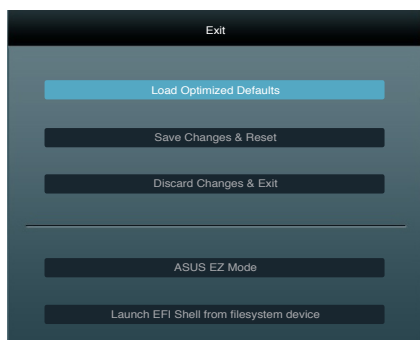 Exit
Load Optimized Defaults
Save Changes & Reset
Discard Changes & Exit
ASUS EZ Mode
Launch EFI Shell from filesystem device